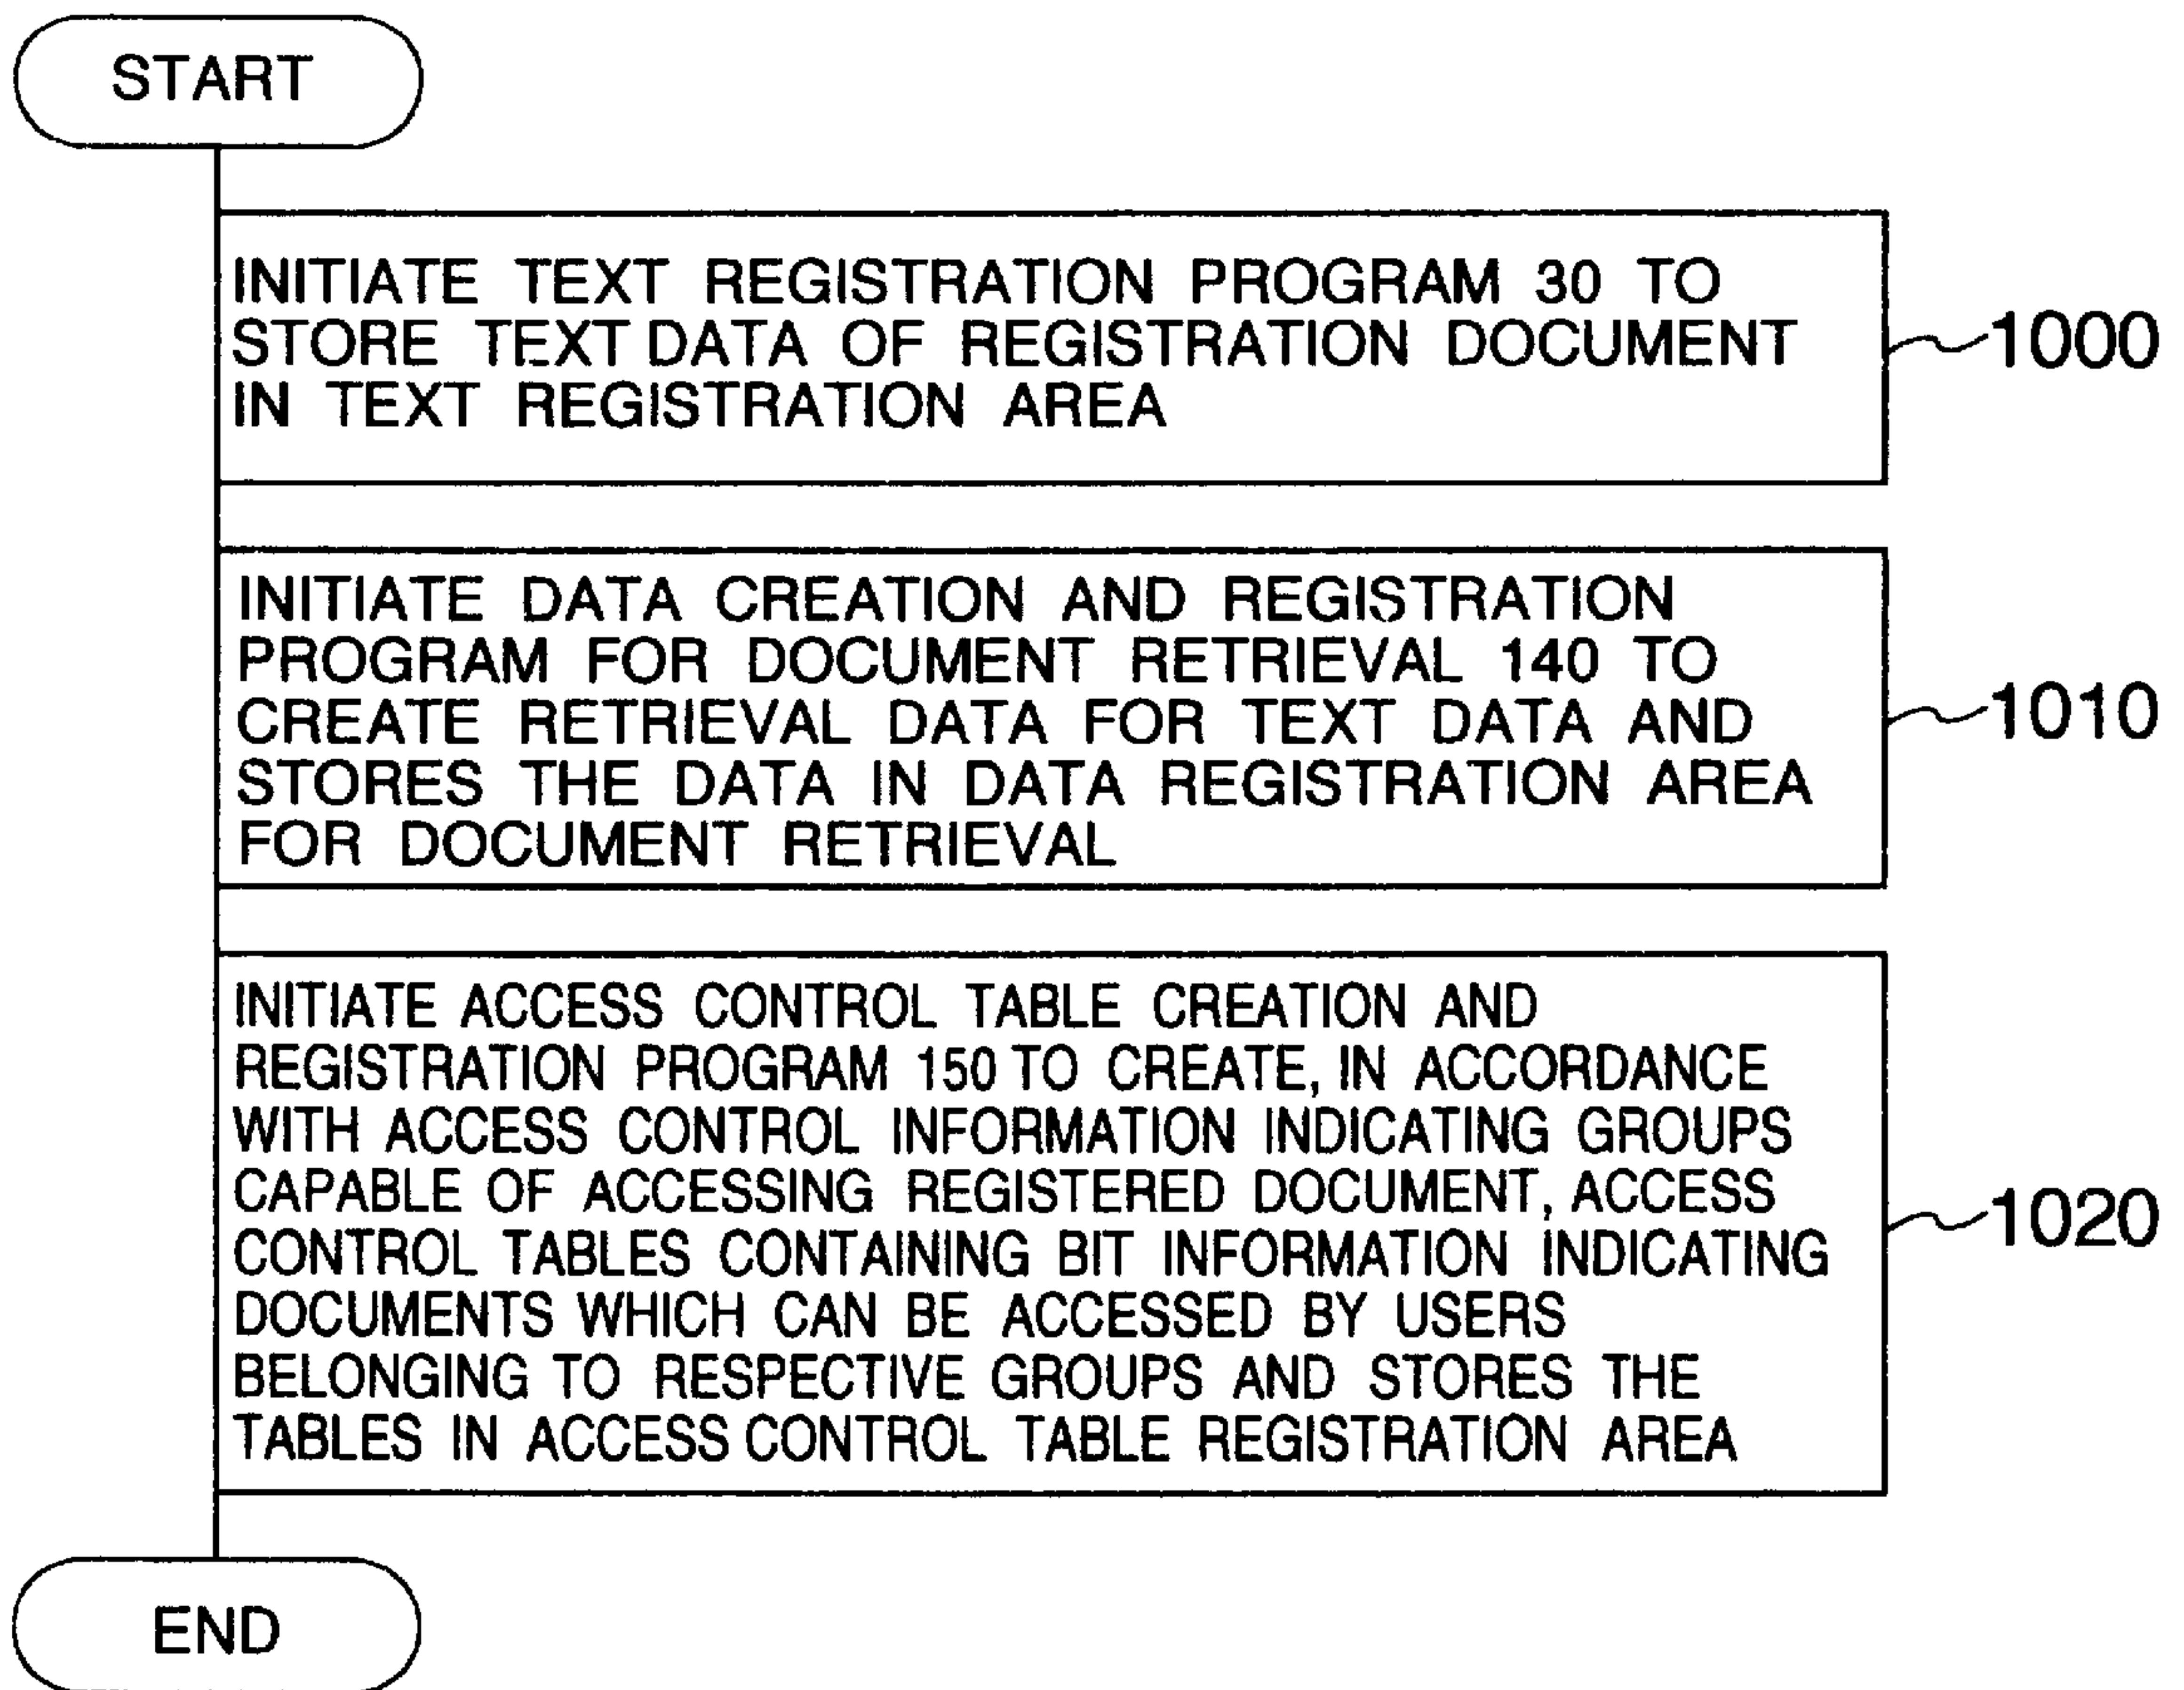 START
INITIATE TEXT REGISTRATION PROGRAM 30 TO
STORE TEXT DATA OF REGISTRATION DOCUMENT
IN TEXT REGISTRATION AREA
1000
INITIATE DATA CREATION AND REGISTRATION
PROGRAM FOR DOCUMENT RETRIEVAL 140 TO
CREATE RETRIEVAL DATA FOR TEXT DATA AND
STORES THE DATA IN DATA REGISTRATION AREA
FOR DOCUMENT RETRIEVAL
1010
INITIATE ACCESS CONTROL TABLE CREATION AND
REGISTRATION PROGRAM 150 TO CREATE, IN ACCORDANCE
WITH ACCESS CONTROL INFORMATION INDICATING GROUPS
CAPABLE OF ACCESSING REGISTERED DOCUMENT, ACCESS
CONTROL TABLES CONTAINING BIT INFORMATION INDICATING
DOCUMENTS WHICH CAN BE ACCESSED BY USERS
BELONGING TO RESPECTIVE GROUPS AND STORES THE
TABLES IN ACCESS CONTROL TABLE REGISTRATION AREA
1020
END